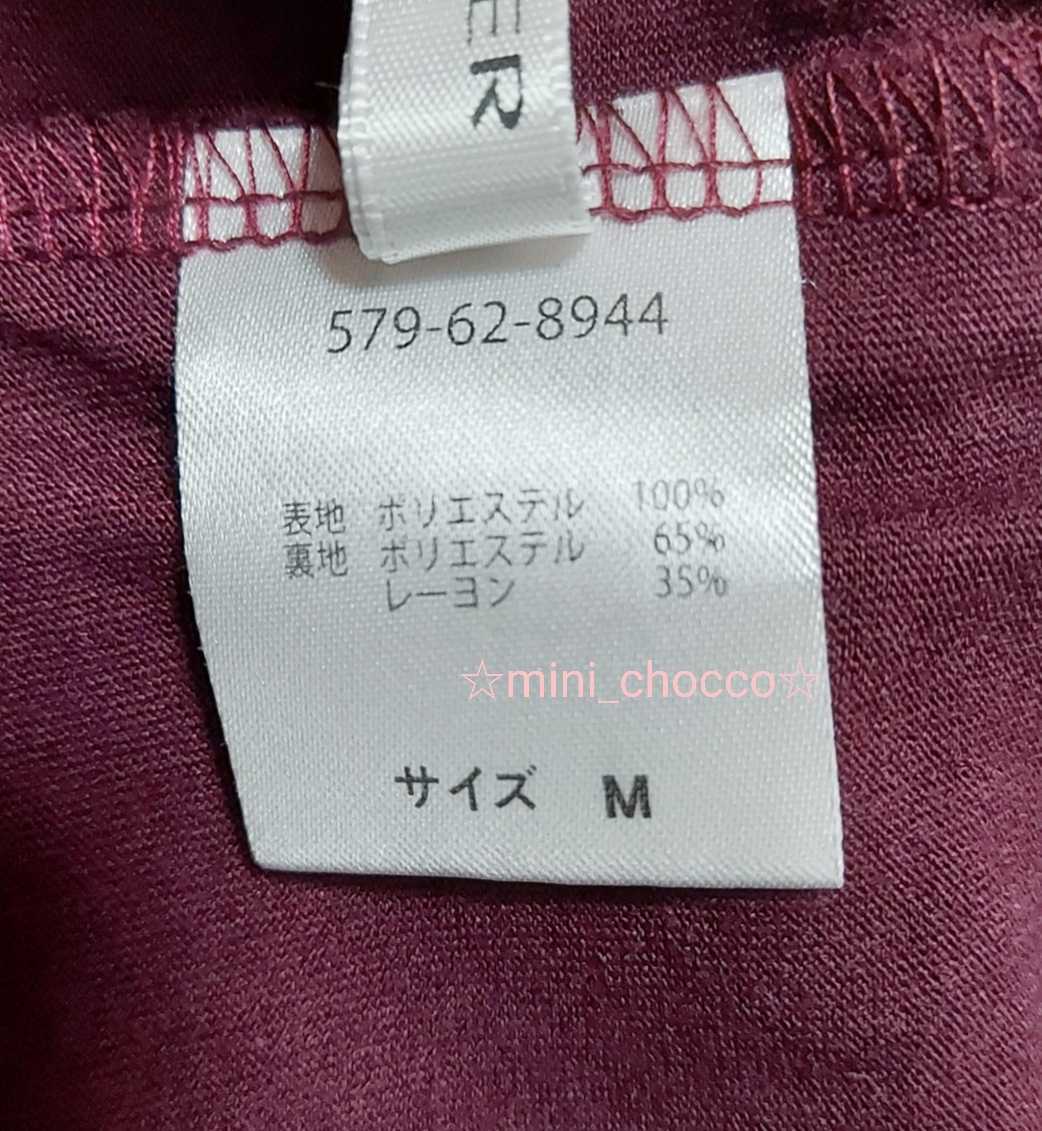 ER
579-62-8944
表地 ポリエステル 100%
裏地 ポリエステル 65%
レーヨン 35%
☆mini_chocco☆
サイズ M